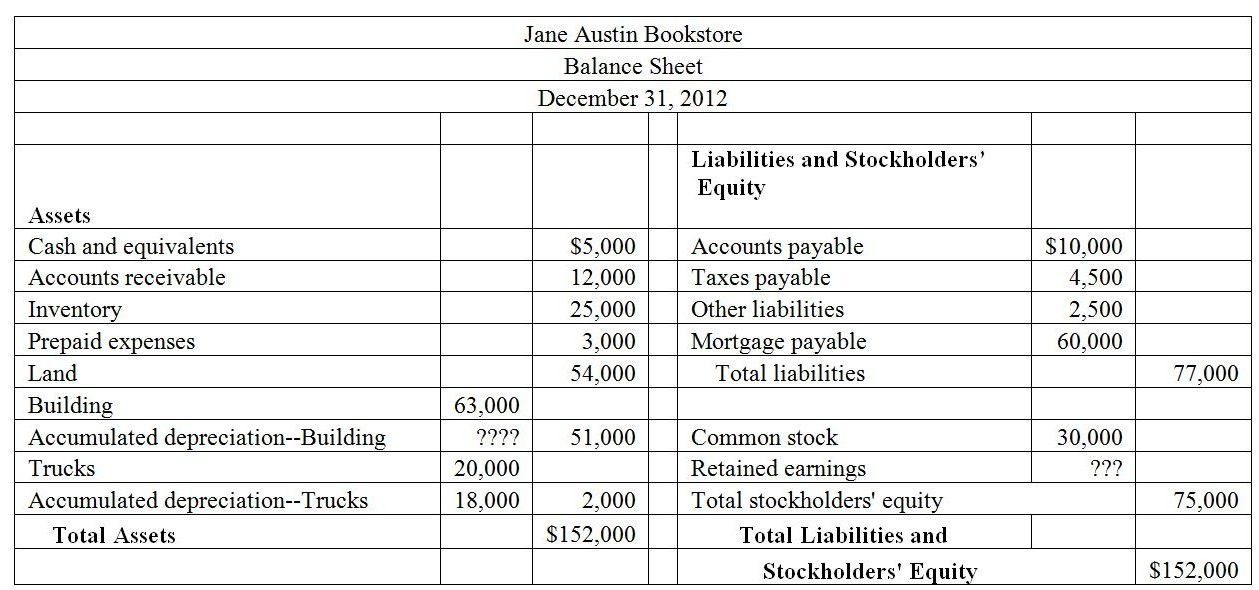 Jane Austin Bookstore
Balance Sheet
December 31, 2012
Liabilities and Stockholders'
Equity
Assets
Cash and equivalents $5,000 Accounts payable $10,000
Accounts receivable 12,000 Taxes payable 4,500
Inventory 25,000 Other liabilities 2,500
Prepaid expenses 3,000 Mortgage payable 60,000
Land 54,000 Total liabilities 77,000
Building 63,000
Accumulated depreciation--Building ???? 51,000 Common stock 30,000
Trucks 20,000 Retained earnings ???
Accumulated depreciation--Trucks 18,000 2,000 Total stockholders' equity 75,000
Total Assets $152,000 Total Liabilities and
Stockholders' Equity $152,000